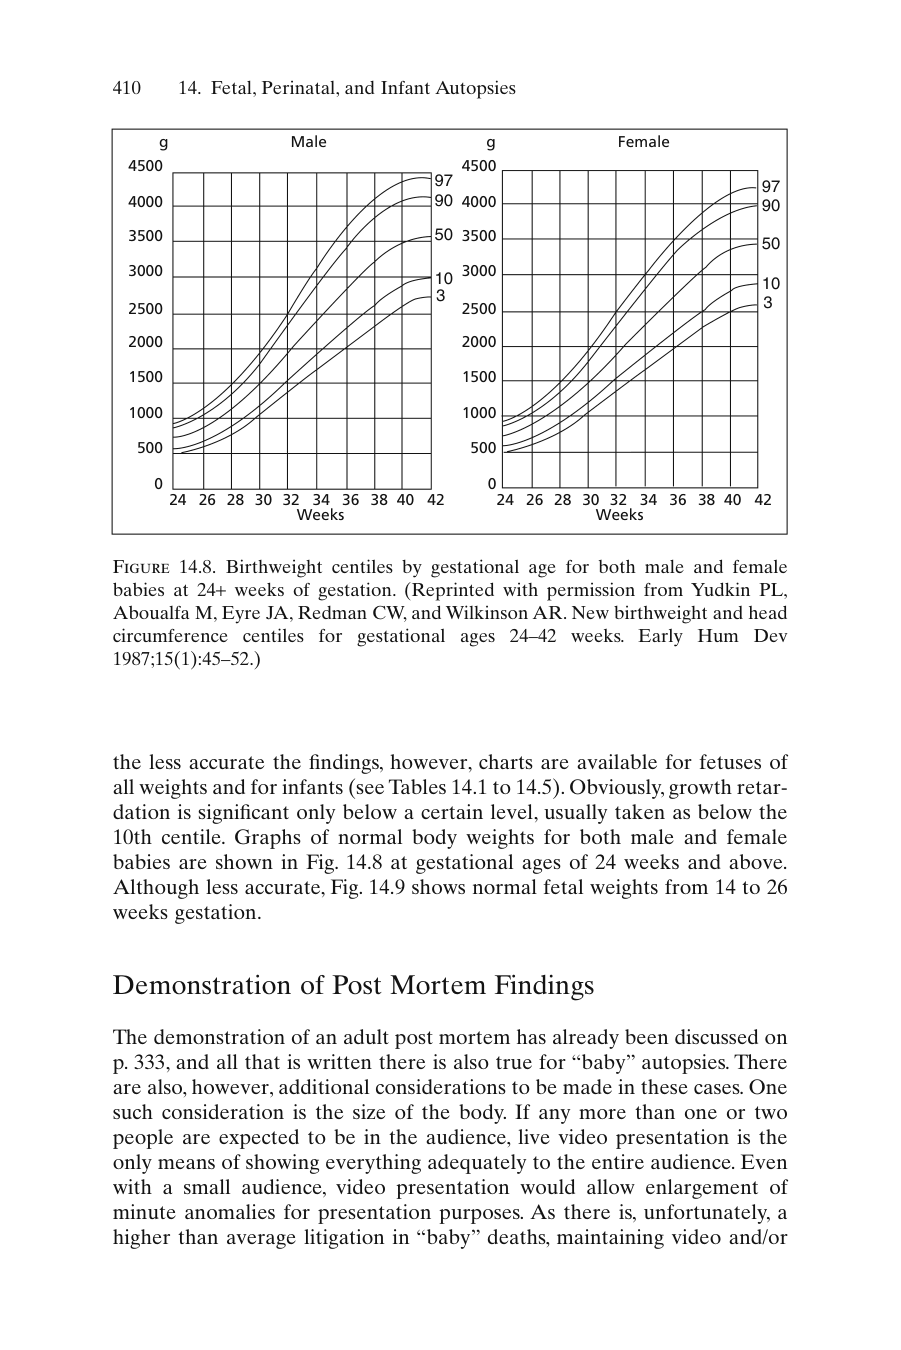 410 14. Fetal, Perinatal, and Infant Autopsies
g Male
4500
4000
3500
3000
2500
2000
1500
1000
500
0
97
90
50
10
3
24 26 28 30 32 34 36 38 40 42
Weeks
g Female
4500
4000
3500
3000
2500
2000
1500
1000
500
0
97
90
50
10
3
24 26 28 30 32 34 36 38 40 42
Weeks
FIGURE 14.8. Birthweight centiles by gestational age for both male and female
babies at 24+ weeks of gestation. (Reprinted with permission from Yudkin PL,
Aboualfa M, Eyre JA, Redman CW, and Wilkinson AR. New birthweight and head
circumference centiles for gestational ages 24–42 weeks. Early Hum Dev
1987;15(1):45–52.)
the less accurate the findings, however, charts are available for fetuses of
all weights and for infants (see Tables 14.1 to 14.5). Obviously, growth retar-
dation is significant only below a certain level, usually taken as below the
10th centile. Graphs of normal body weights for both male and female
babies are shown in Fig. 14.8 at gestational ages of 24 weeks and above.
Although less accurate, Fig. 14.9 shows normal fetal weights from 14 to 26
weeks gestation.
Demonstration of Post Mortem Findings
The demonstration of an adult post mortem has already been discussed on
p. 333, and all that is written there is also true for “baby” autopsies. There
are also, however, additional considerations to be made in these cases. One
such consideration is the size of the body. If any more than one or two
people are expected to be in the audience, live video presentation is the
only means of showing everything adequately to the entire audience. Even
with a small audience, video presentation would allow enlargement of
minute anomalies for presentation purposes. As there is, unfortunately, a
higher than average litigation in “baby” deaths, maintaining video and/or